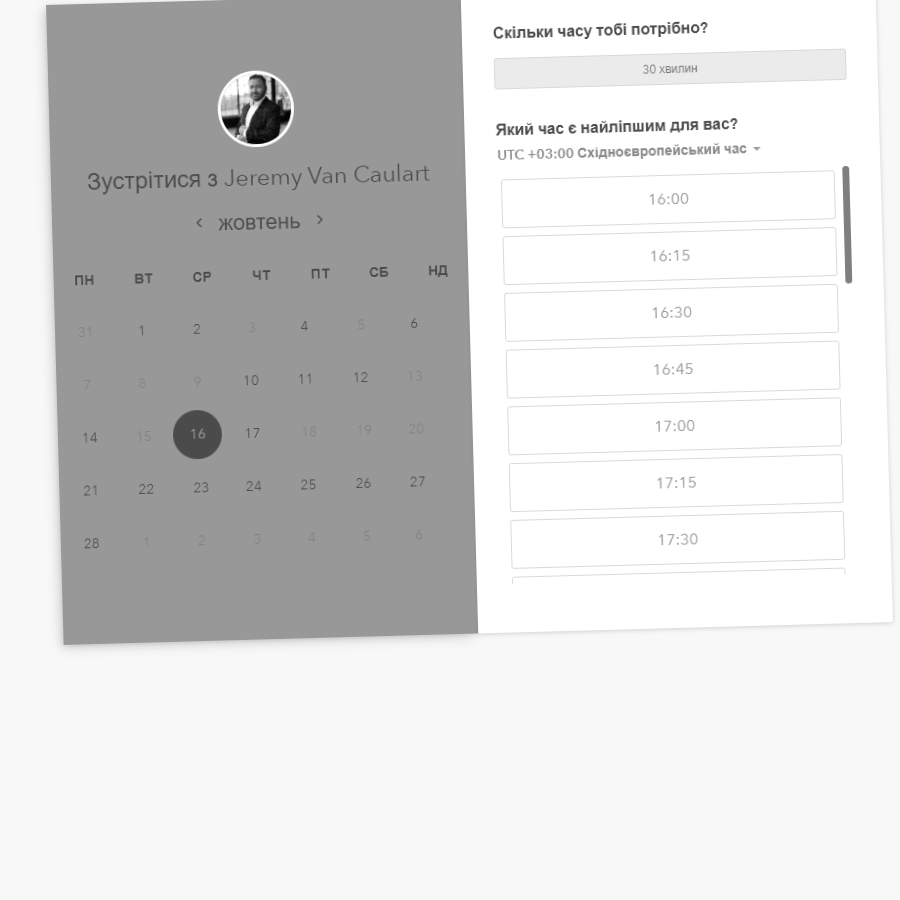 Зустрітися з Jeremy Van Caulart
жовтень
ПН ВТ СР ЧТ ПТ СБ НД
31 1 2 3 4 5 6
7 8 9 10 11 12 13
14 15 16 17 18 19 20
21 22 23 24 25 26 27
28 1 2 3 4 5 6
Скільки часу тобі потрібно?
30 хвилин
Який час є найліпшим для вас?
UTC +03:00 Східноєвропейський час
16:00
16:15
16:30
16:45
17:00
17:15
17:30